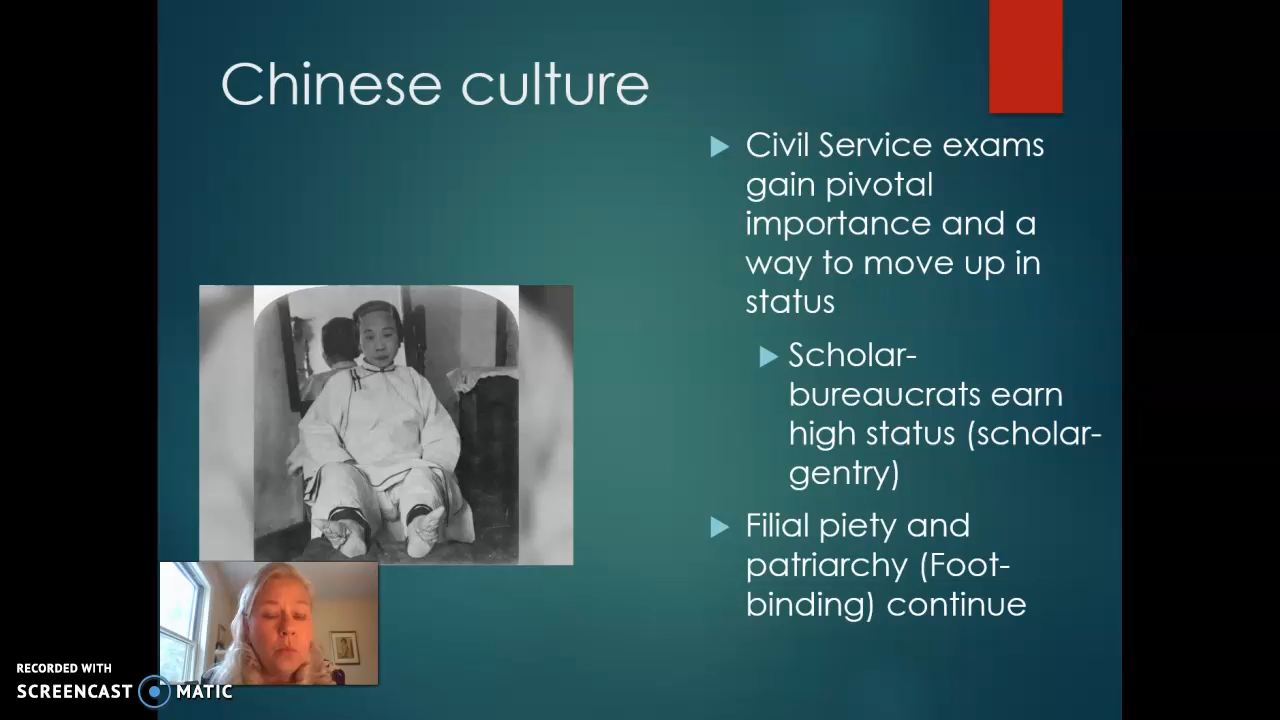 Chinese culture
Civil Service exams
gain pivotal
importance and a
way to move up in
status
Scholar-
bureaucrats earn
high status (scholar-
gentry)
Filial piety and
patriarchy (Foot-
binding) continue
RECORDED WITH
SCREENCAST MATIC